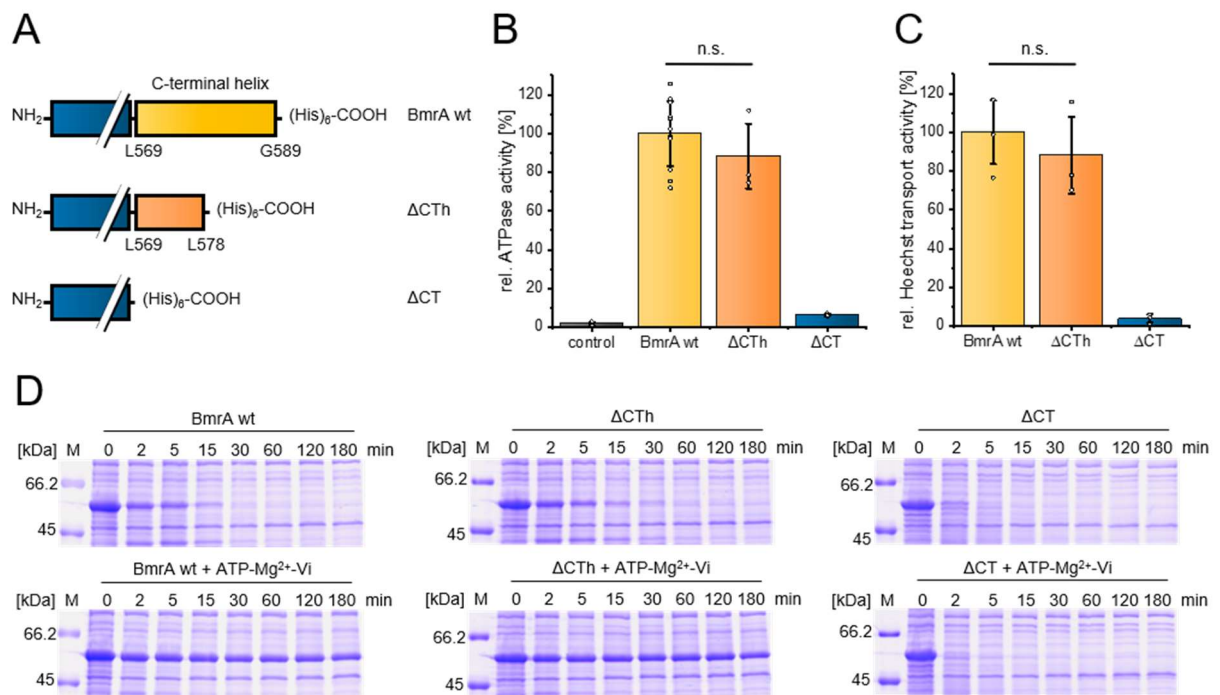 A
C-terminal helix
NH2 (His)6-COOH BmrA wt
L569 G589
NH2 (His)6-COOH ΔCTh
L569 L578
NH2 (His)6-COOH ΔCT
B
n.s.
rel. ATPase activity [%]
120
100
80
60
40
20
0
control BmrA wt ΔCTh ΔCT
C
n.s.
rel. Hoechst transport activity [%]
120
100
80
60
40
20
0
BmrA wt ΔCTh ΔCT
D
BmrA wt
[kDa] M 0 2 5 15 30 60 120 180 min
66.2
45
ΔCTh
[kDa] M 0 2 5 15 30 60 120 180 min
66.2
45
ΔCT
[kDa] M 0 2 5 15 30 60 120 180 min
66.2
45
BmrA wt + ATP-Mg2+-Vi
[kDa] M 0 2 5 15 30 60 120 180 min
66.2
45
ΔCTh + ATP-Mg2+-Vi
[kDa] M 0 2 5 15 30 60 120 180 min
66.2
45
ΔCT + ATP-Mg2+-Vi
[kDa] M 0 2 5 15 30 60 120 180 min
66.2
45